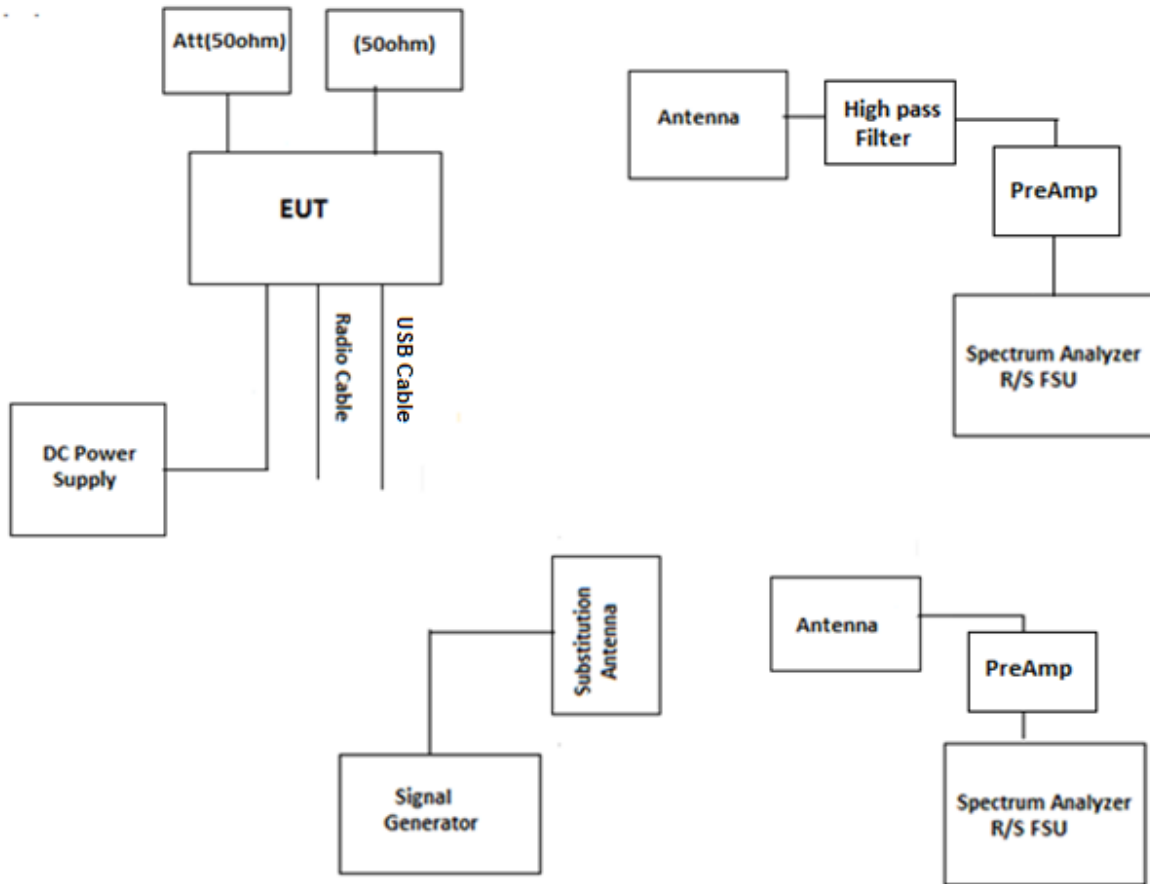 Att(50ohm)
(50ohm)
EUT
Radio Cable
USB Cable
DC Power
Supply
Antenna
High pass
Filter
PreAmp
Spectrum Analyzer
R/S FSU
Substitution
Antenna
Signal
Generator
Antenna
PreAmp
Spectrum Analyzer
R/S FSU